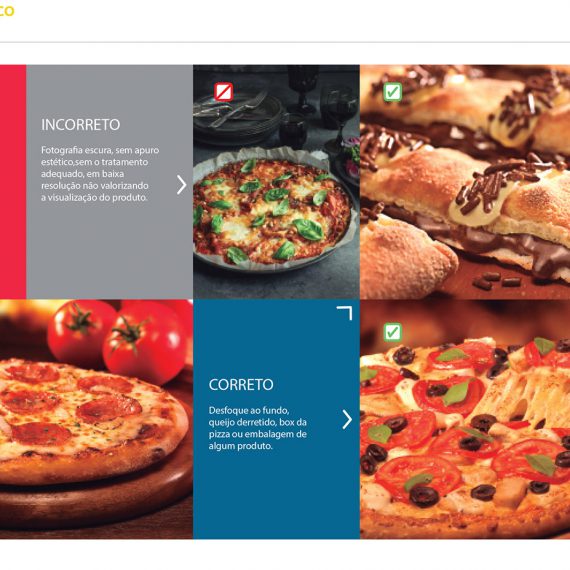 CO
INCORRETO
Fotografia escura, sem apuro
estético,sem o tratamento
adequado, em baixa
resolução não valorizando
a visualização do produto.
CORRETO
Desfoque ao fundo,
queijo derretido, box da
pizza ou embalagem de
algum produto.